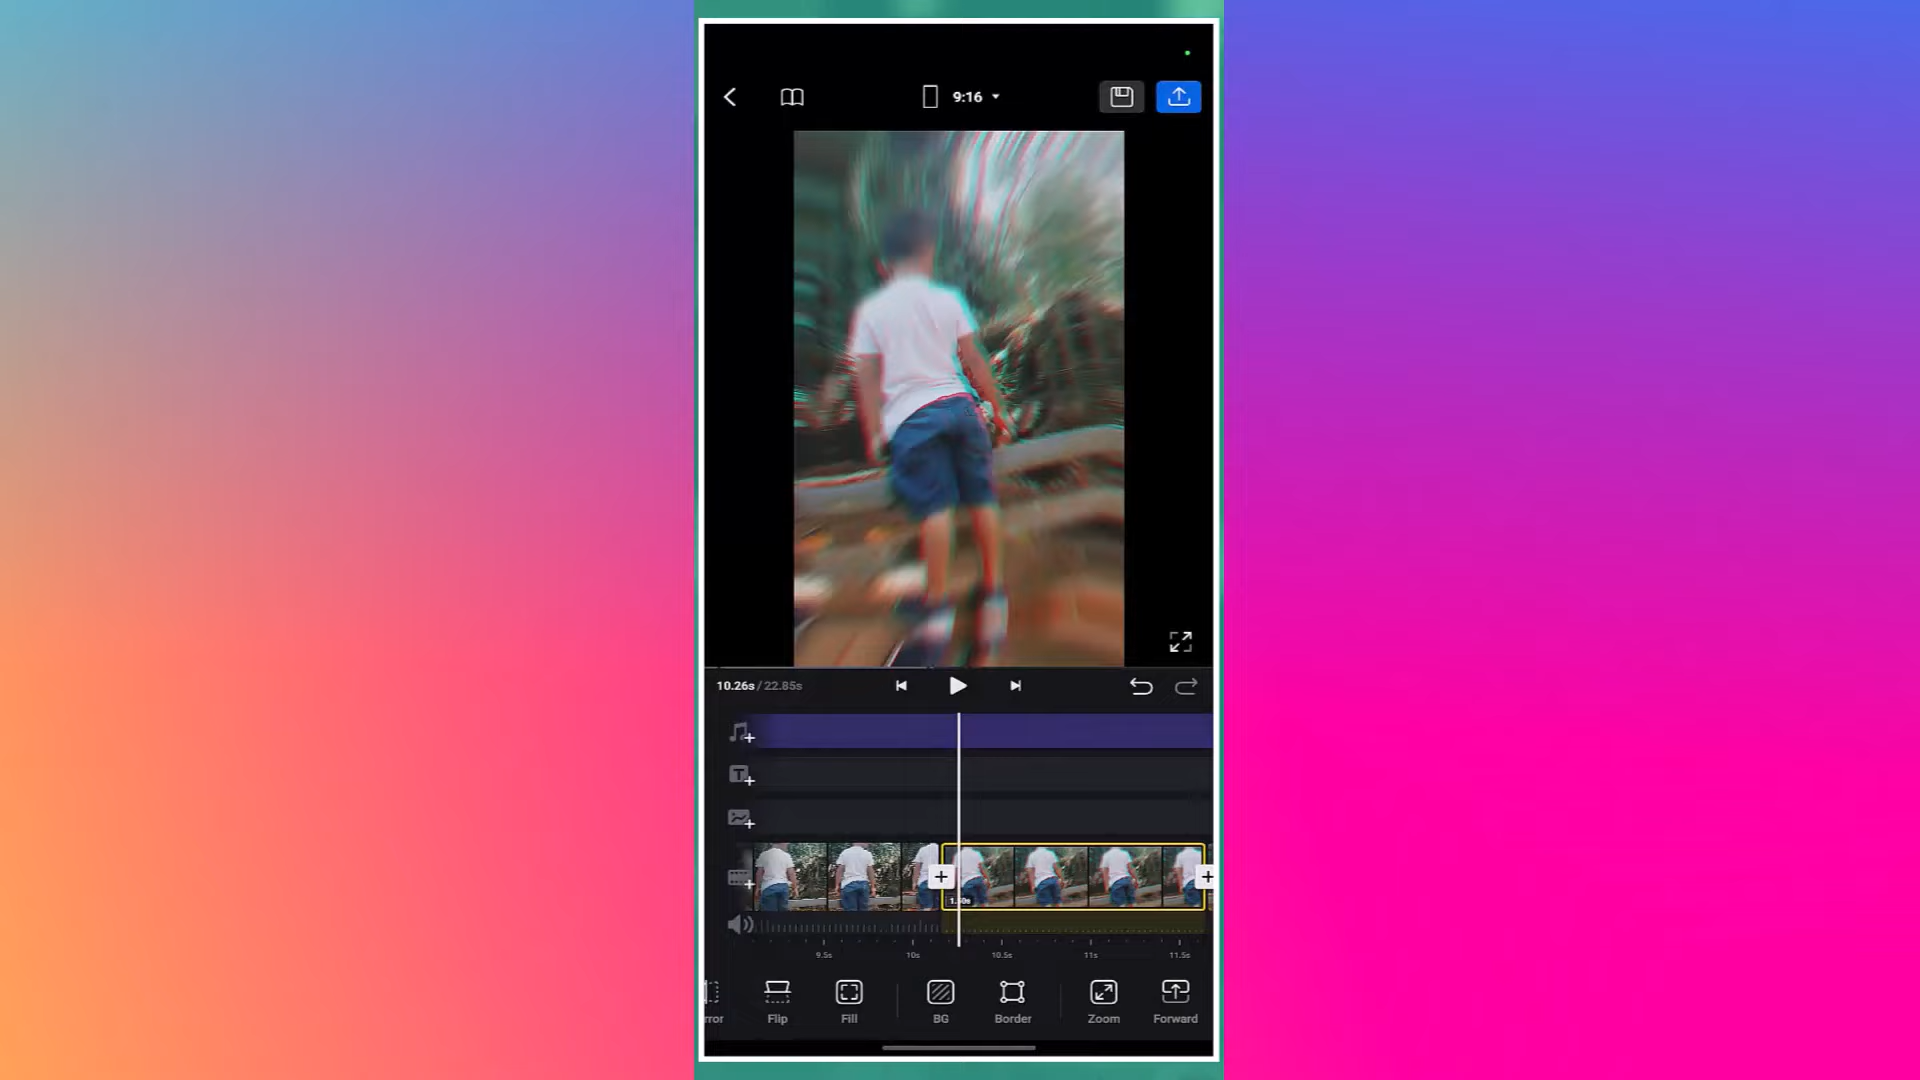 9:16
10.26s / 22.85s
T
9.5s
10s
10.5s
11s
11.5s
rror
Flip
Fill
BG
Border
Zoom
Forward